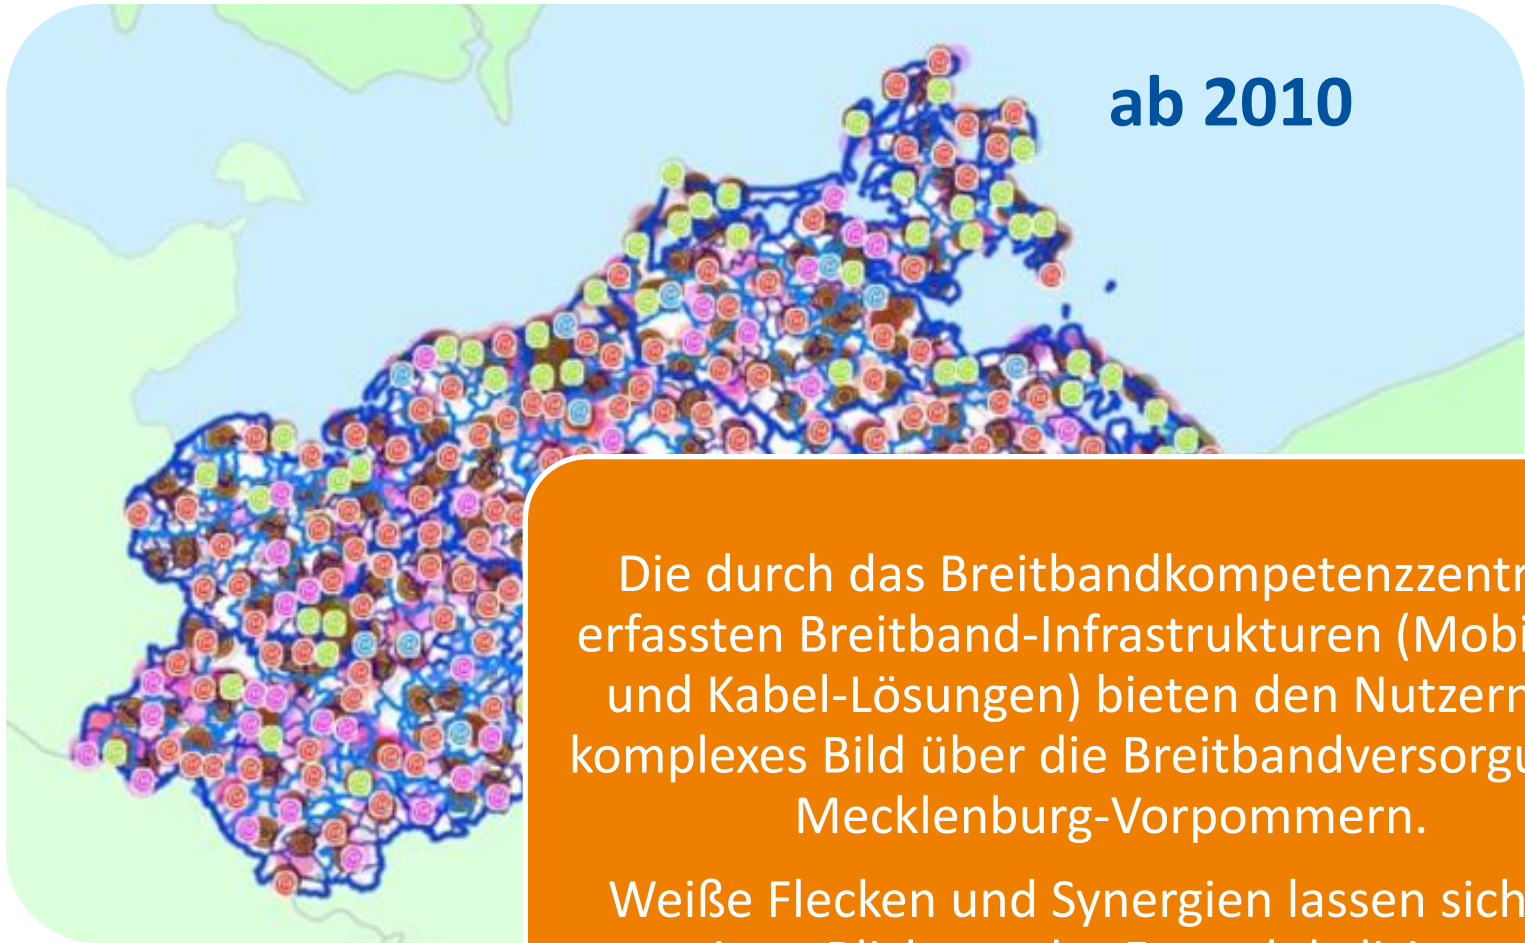 ab 2010
Die durch das Breitbandkompetenzzentr
erfassten Breitband-Infrastrukturen (Mobi
und Kabel-Lösungen) bieten den Nutzern
komplexes Bild über die Breitbandversorgu
Mecklenburg-Vorpommern.
Weiße Flecken und Synergien lassen sich